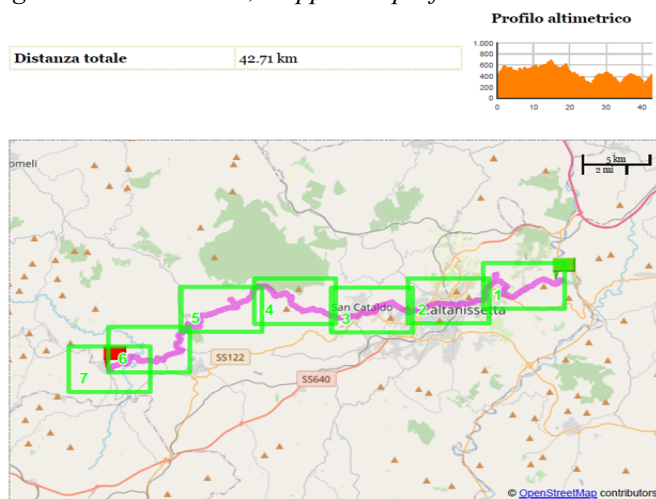 Profilo altimetrico
Distanza totale 42.71 km
1.000
800
600
400
200
0
0 10 20 30 40
omeli
5 km
2 mi
1
2
Caltanissetta
San Cataldo
3
4
5
6
7
SS122
SS640
© OpenStreetMap contributors